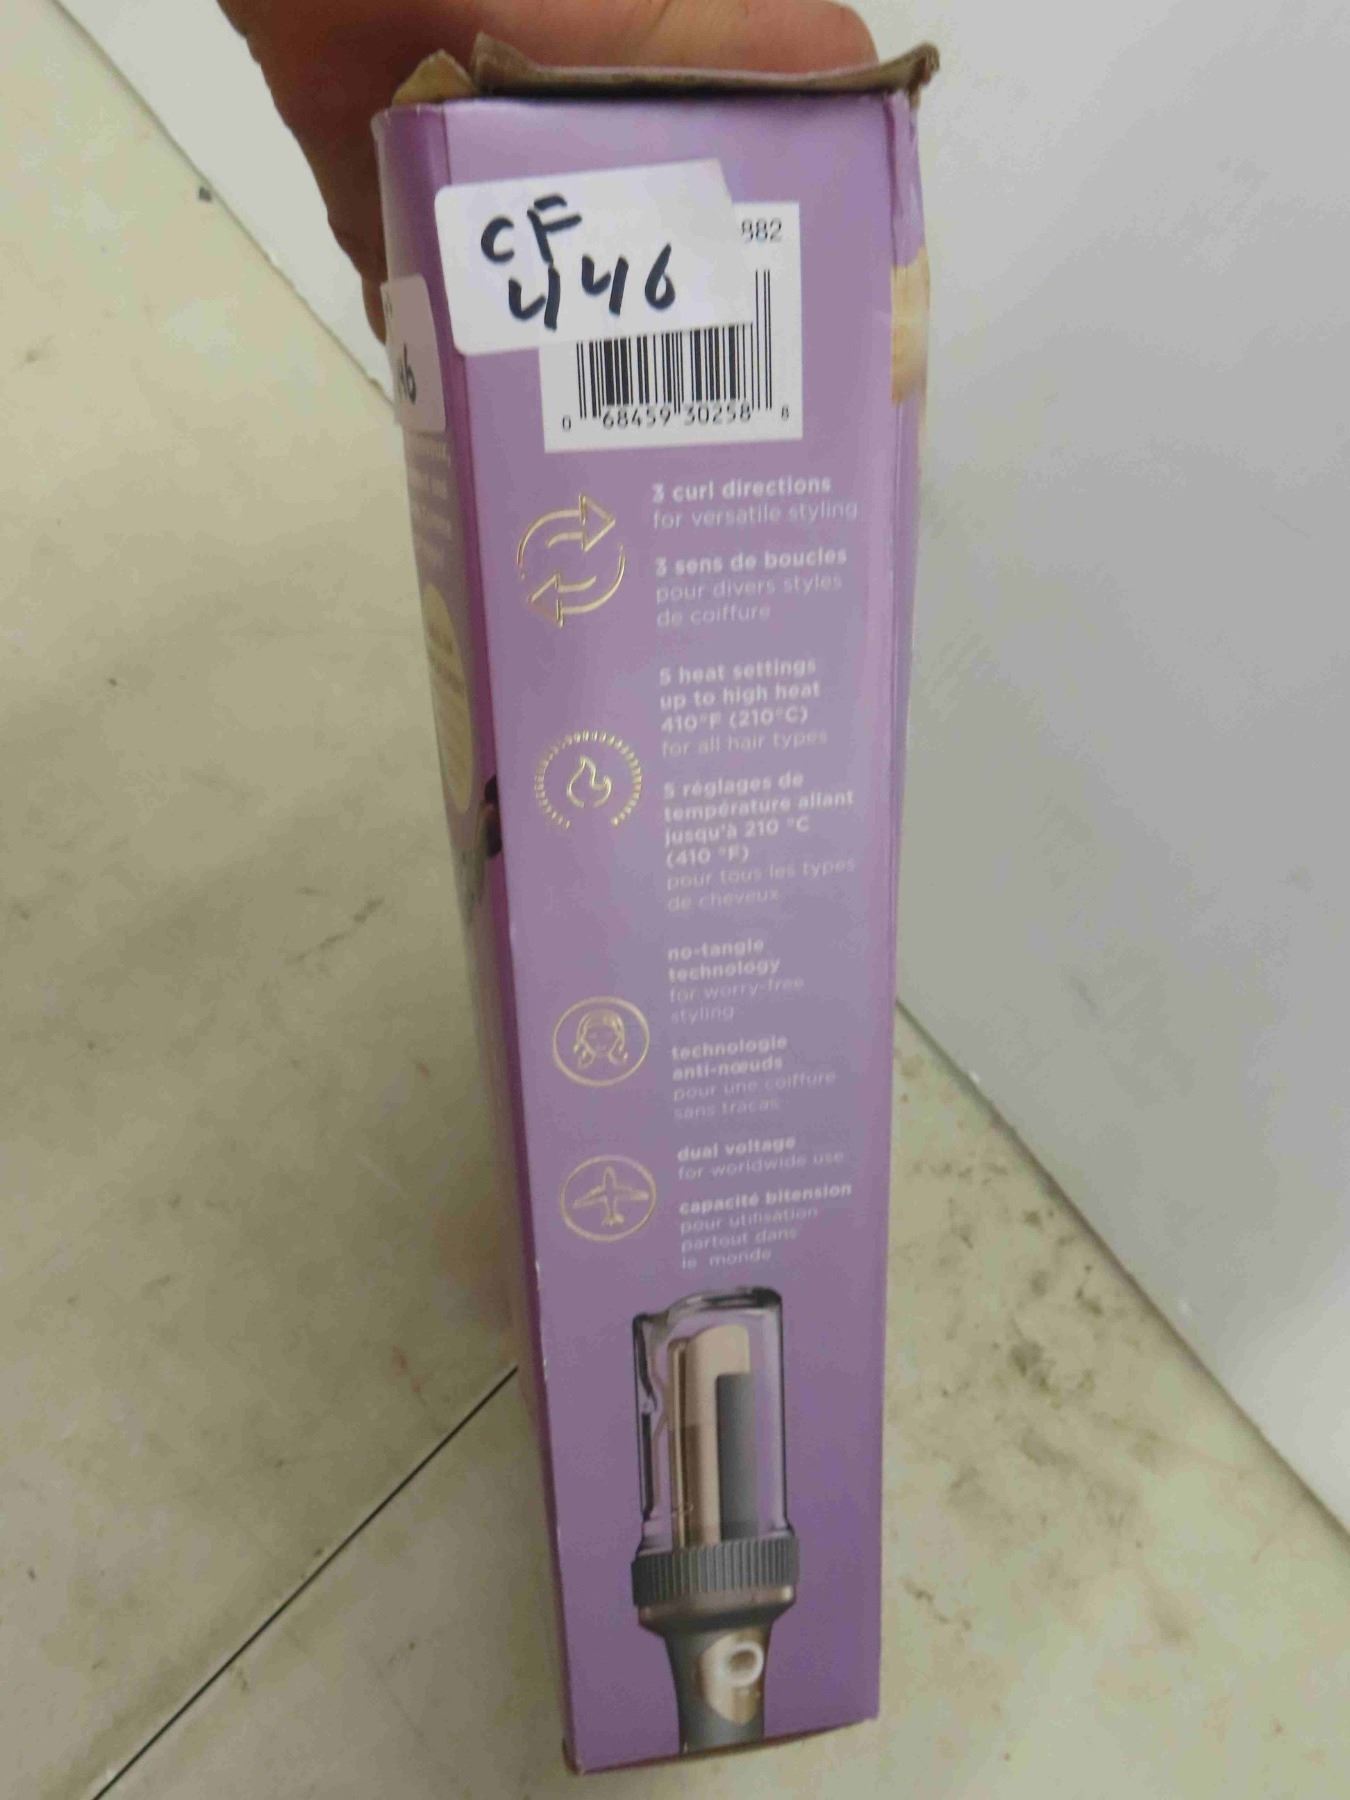 CF
446
882
0 68459 30258 8
3 curl directions
for versatile styling
3 sens de boucles
pour divers styles
de coiffure
5 heat settings
up to high heat
410°F (210°C)
for all hair types
5 réglages de
température allant
jusqu'à 210 °C
(410 °F)
pour tous les types
de cheveux
no-tangle
technology
for worry-free
styling
technologie
anti-nœuds
pour une coiffure
sans tracas
dual voltage
for worldwide use
capacité bitension
pour utilisation
partout dans
le monde